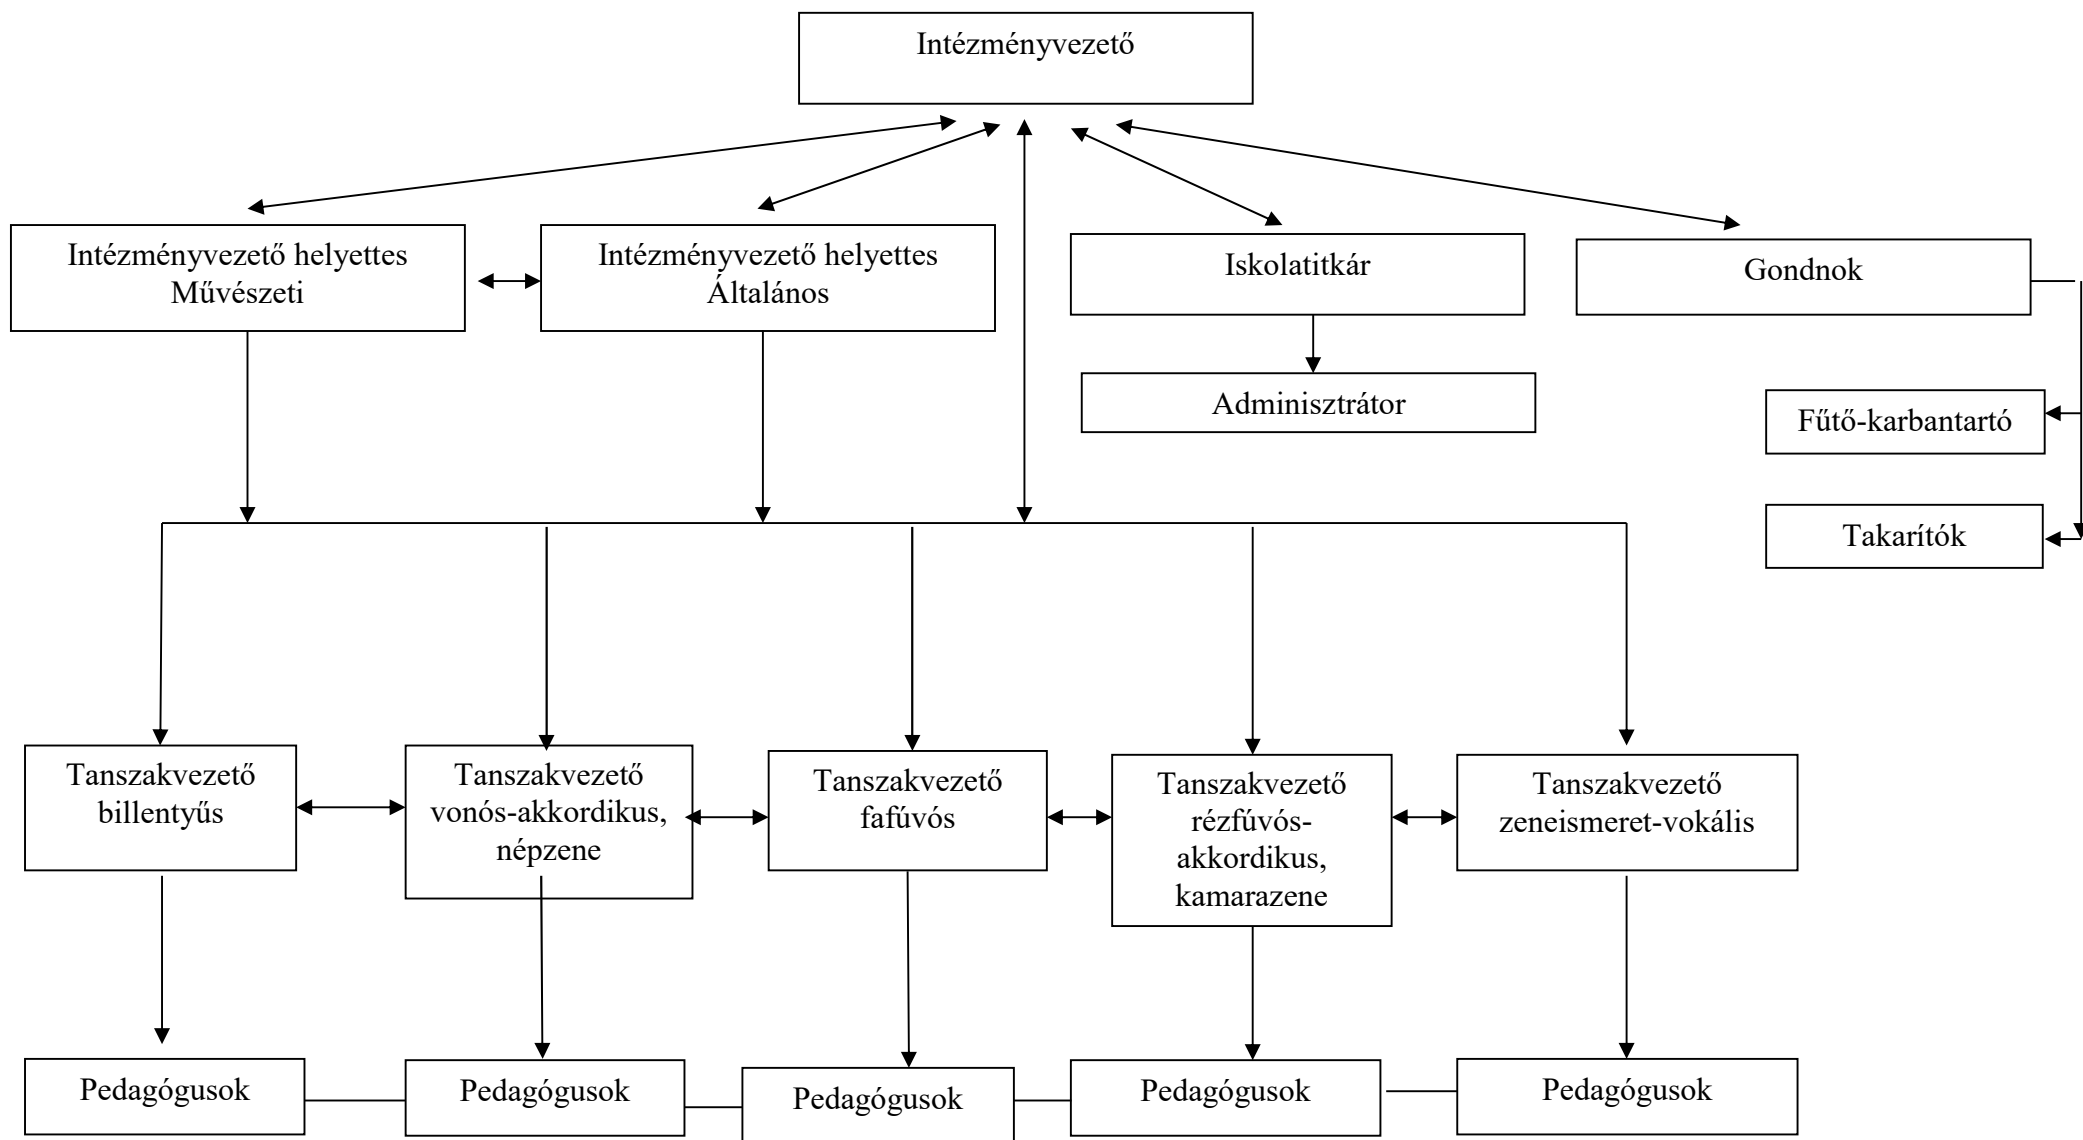 Intézményvezető
Intézményvezető helyettes
Művészeti
Intézményvezető helyettes
Általános
Iskolatitkár
Gondnok
Adminisztrátor
Fűtő-karbantartó
Takarítók
Tanszakvezető
billentyűs
Tanszakvezető
vonós-akkordikus,
népzene
Tanszakvezető
fafúvós
Tanszakvezető
rézfúvós-
akkordikus,
kamarazene
Tanszakvezető
zeneismeret-vokális
Pedagógusok
Pedagógusok
Pedagógusok
Pedagógusok
Pedagógusok